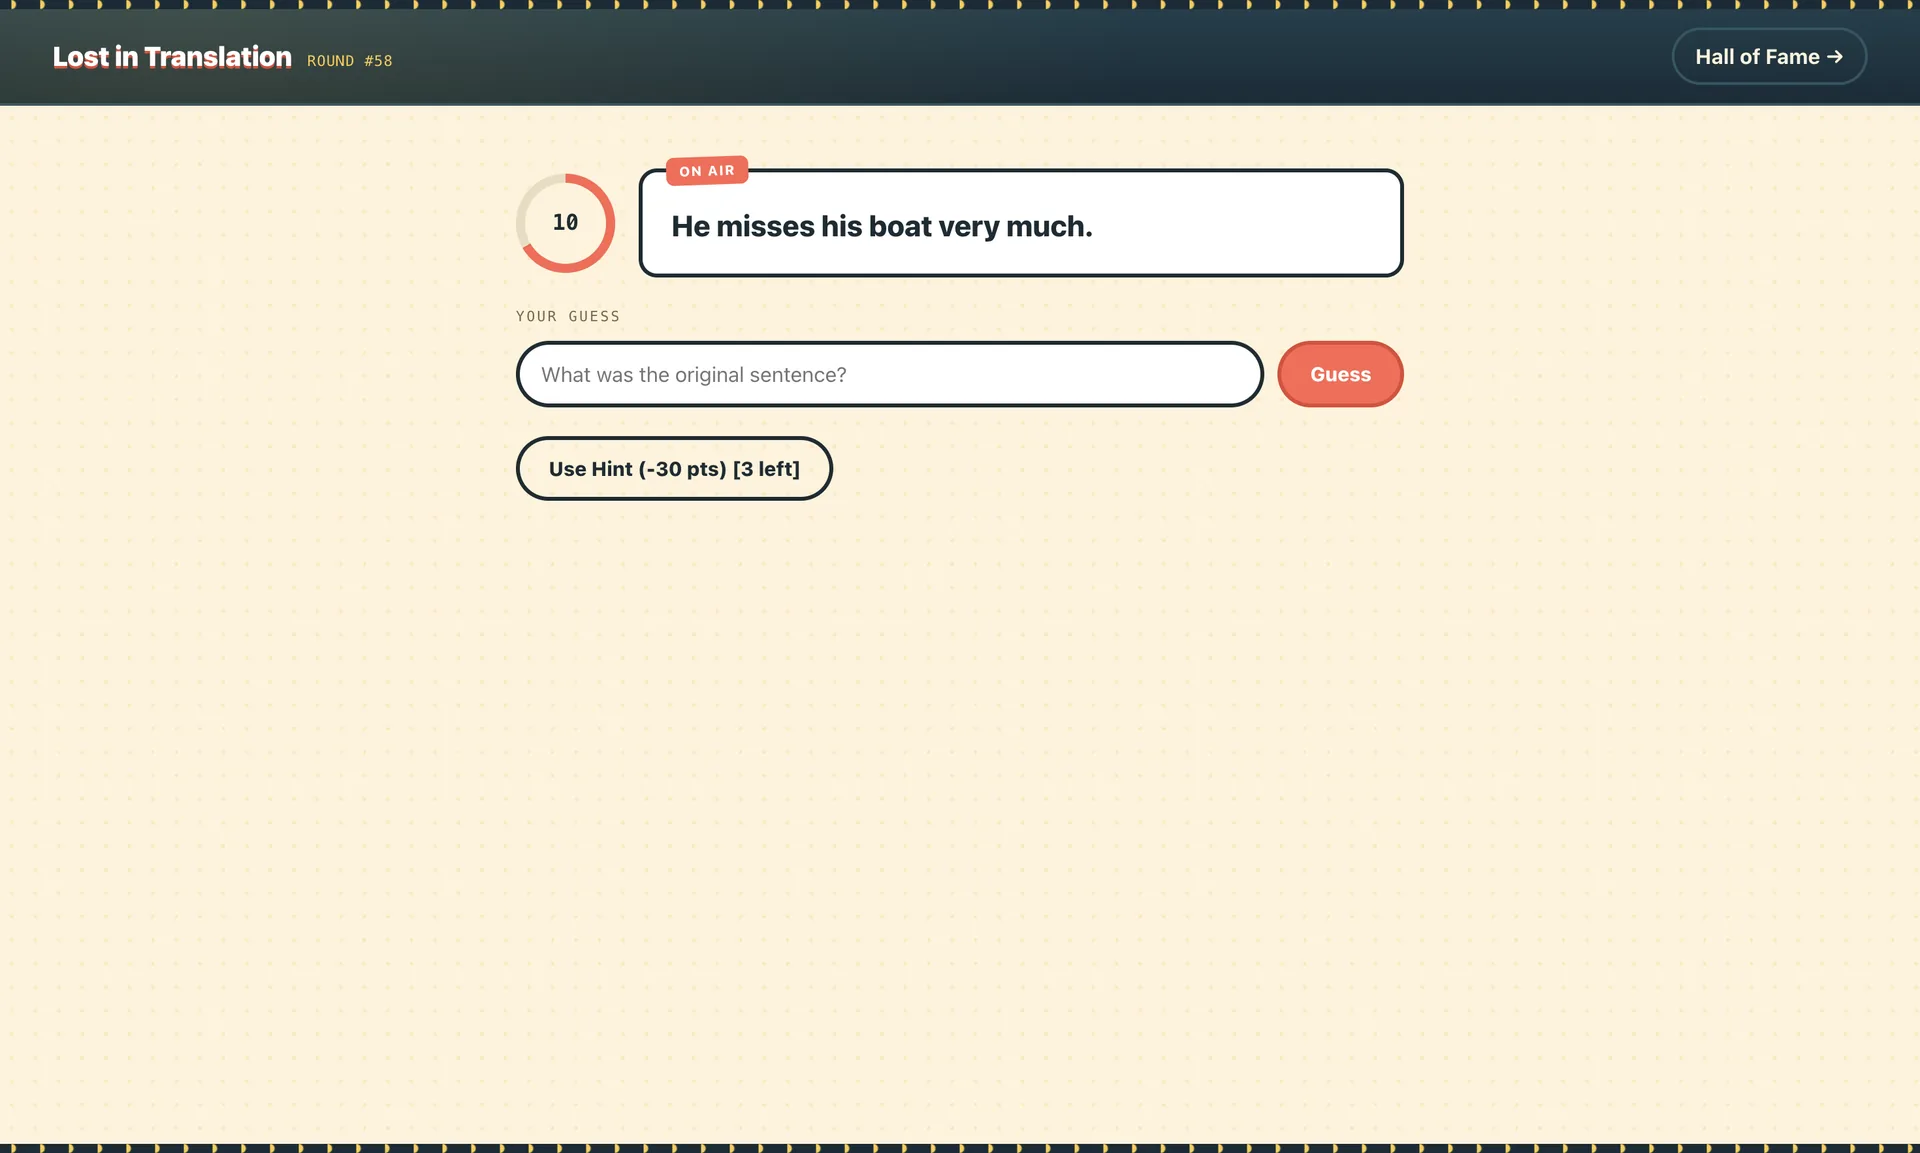 Lost in Translation ROUND #58
Hall of Fame →
ON AIR
10
He misses his boat very much.
YOUR GUESS
What was the original sentence?
Guess
Use Hint (-30 pts) [3 left]